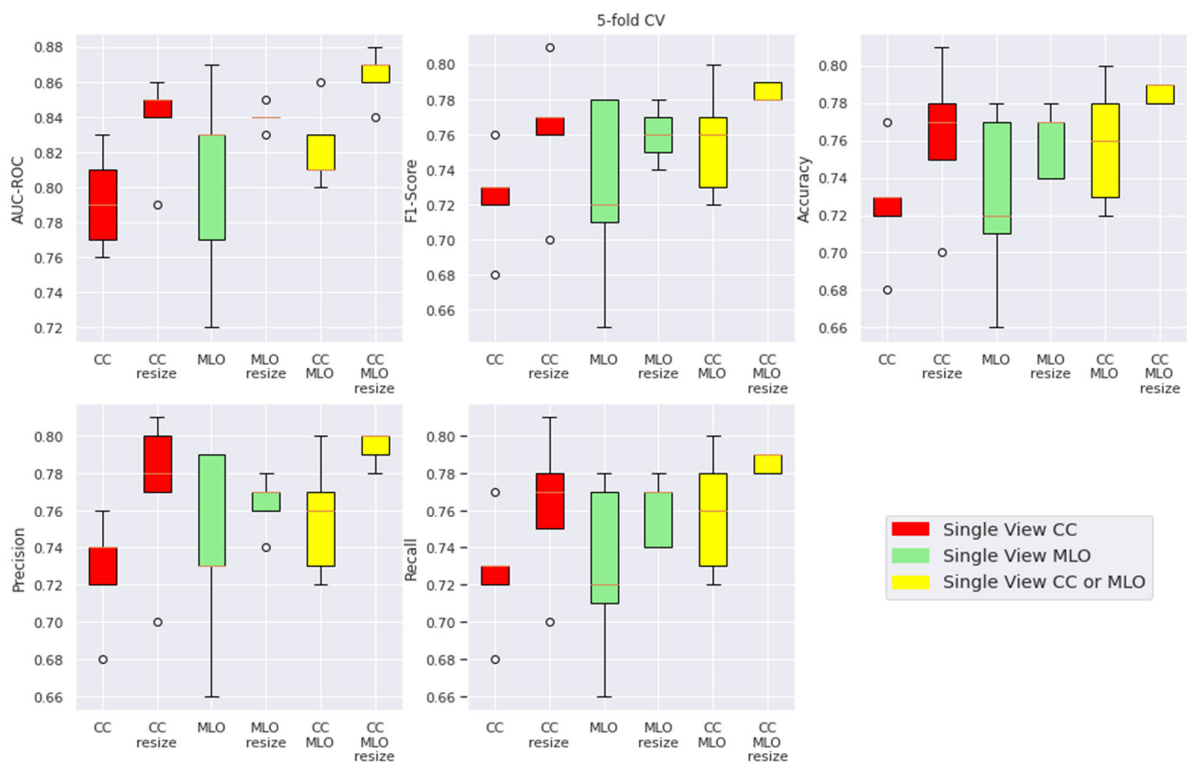 5-fold CV
AUC-ROC
0.88
0.86
0.84
0.82
0.80
0.78
0.76
0.74
0.72
CC
CC
resize
MLO
MLO
resize
CC
MLO
CC
MLO
resize
F1-Score
0.80
0.78
0.76
0.74
0.72
0.70
0.68
0.66
CC
CC
resize
MLO
MLO
resize
CC
MLO
CC
MLO
resize
Accuracy
0.80
0.78
0.76
0.74
0.72
0.70
0.68
0.66
CC
CC
resize
MLO
MLO
resize
CC
MLO
CC
MLO
resize
Precision
0.80
0.78
0.76
0.74
0.72
0.70
0.68
0.66
CC
CC
resize
MLO
MLO
resize
CC
MLO
CC
MLO
resize
Recall
0.80
0.78
0.76
0.74
0.72
0.70
0.68
0.66
CC
CC
resize
MLO
MLO
resize
CC
MLO
CC
MLO
resize
Single View CC
Single View MLO
Single View CC or MLO